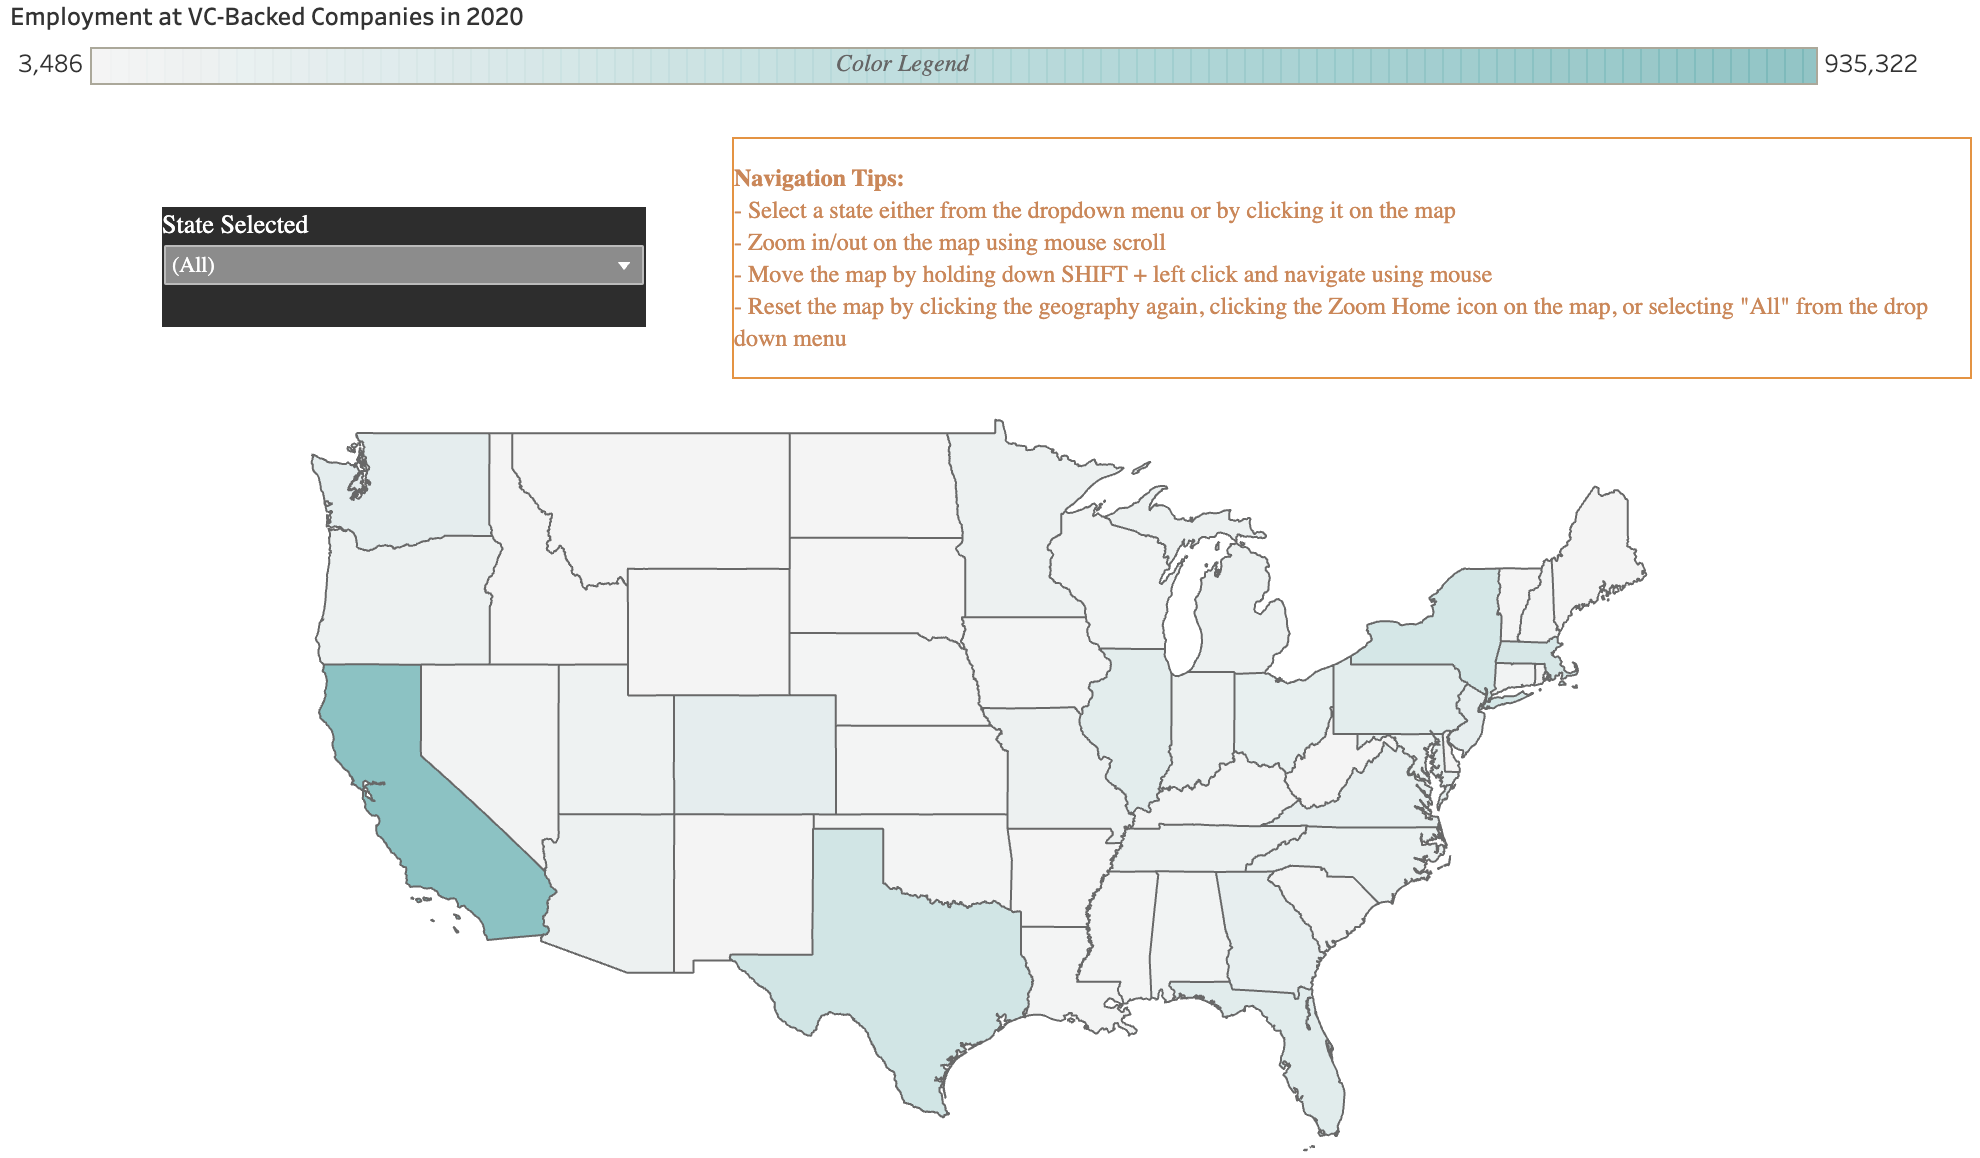 Employment at VC-Backed Companies in 2020
3,486
Color Legend
935,322
State Selected
(All)
Navigation Tips:
- Select a state either from the dropdown menu or by clicking it on the map
- Zoom in/out on the map using mouse scroll
- Move the map by holding down SHIFT + left click and navigate using mouse
- Reset the map by clicking the geography again, clicking the Zoom Home icon on the map, or selecting "All" from the drop
down menu